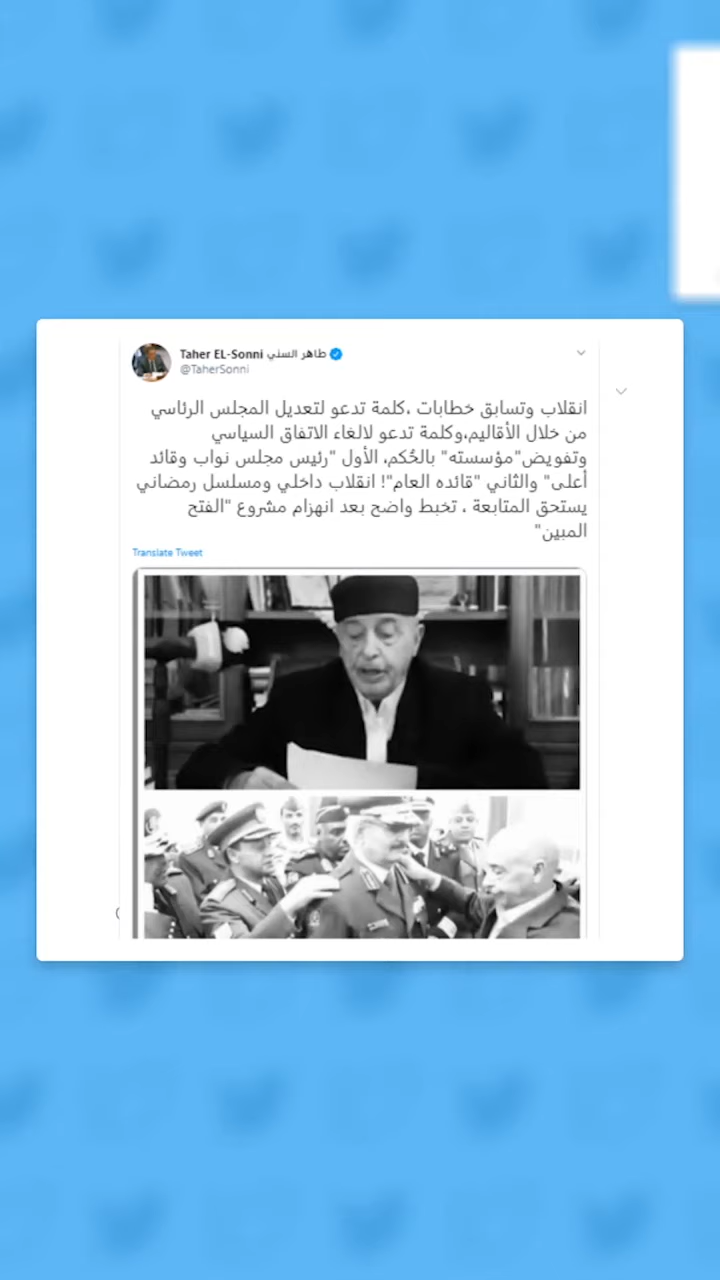 Taher EL-Sonni طاهر السني
@TaherSonni
انقلاب وتسابق خطابات ،كلمة تدعو لتعديل المجلس الرئاسي
من خلال الأقاليم،وكلمة تدعو لالغاء الاتفاق السياسي
وتفويض"مؤسسته" بالحُكم، الأول "رئيس مجلس نواب وقائد
أعلى" والثاني "قائده العام"! انقلاب داخلي ومسلسل رمضاني
يستحق المتابعة ، تخبط واضح بعد انهزام مشروع "الفتح
المبين"
Translate Tweet